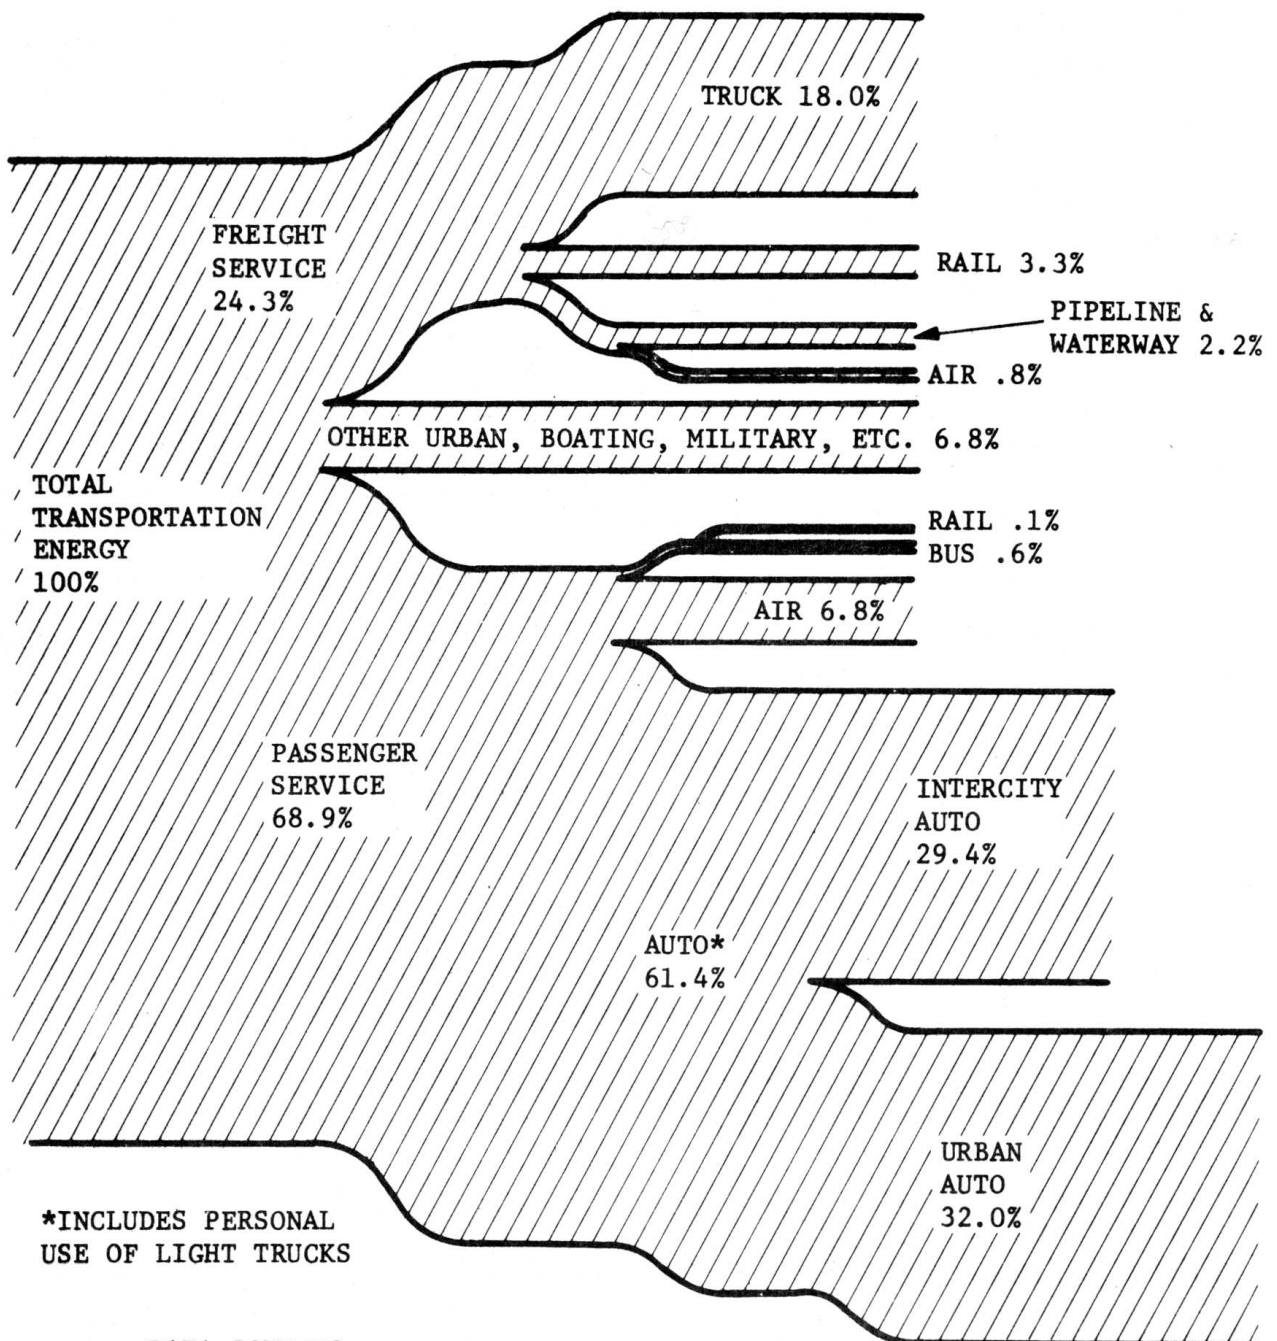 TRUCK 18.0%
FREIGHT
SERVICE
24.3%
RAIL 3.3%
PIPELINE &
WATERWAY 2.2%
AIR .8%
OTHER URBAN, BOATING, MILITARY, ETC. 6.8%
TOTAL
TRANSPORTATION
ENERGY
100%
RAIL .1%
BUS .6%
AIR 6.8%
PASSENGER
SERVICE
68.9%
INTERCITY
AUTO
29.4%
AUTO*
61.4%
URBAN
AUTO
32.0%
*INCLUDES PERSONAL
USE OF LIGHT TRUCKS